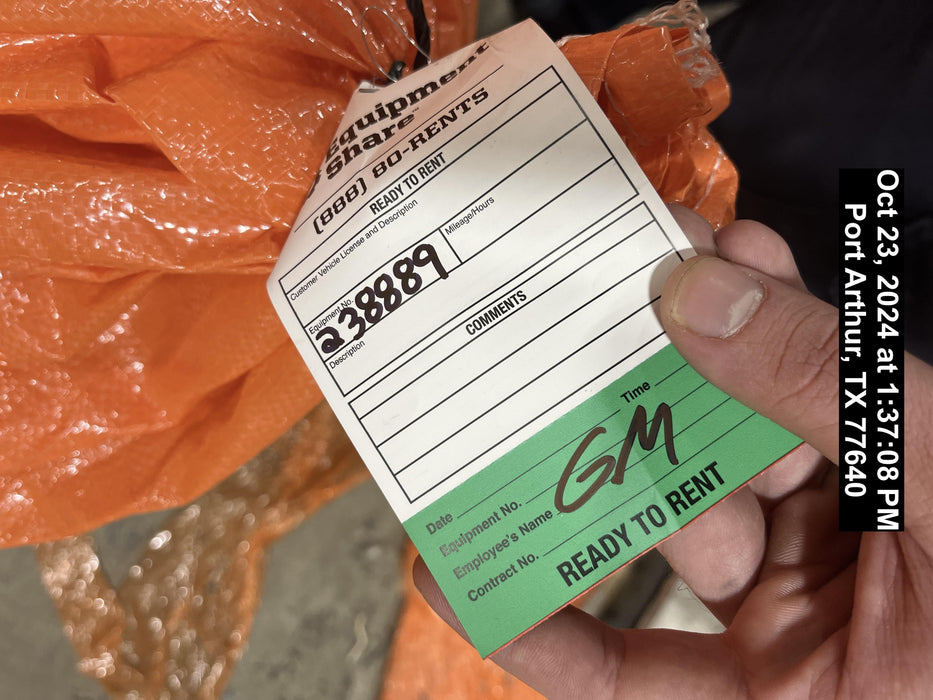 Equipment
Share™
(888) 80-RENTS
READY TO RENT
Customer Vehicle License and Description
Equipment No.
Mileage/Hours
238889
Description
COMMENTS
Date
Time
Equipment No.
Employee's Name
GM
Contract No.
READY TO RENT
Oct 23, 2024 at 1:37:08 PM
Port Arthur, TX 77640